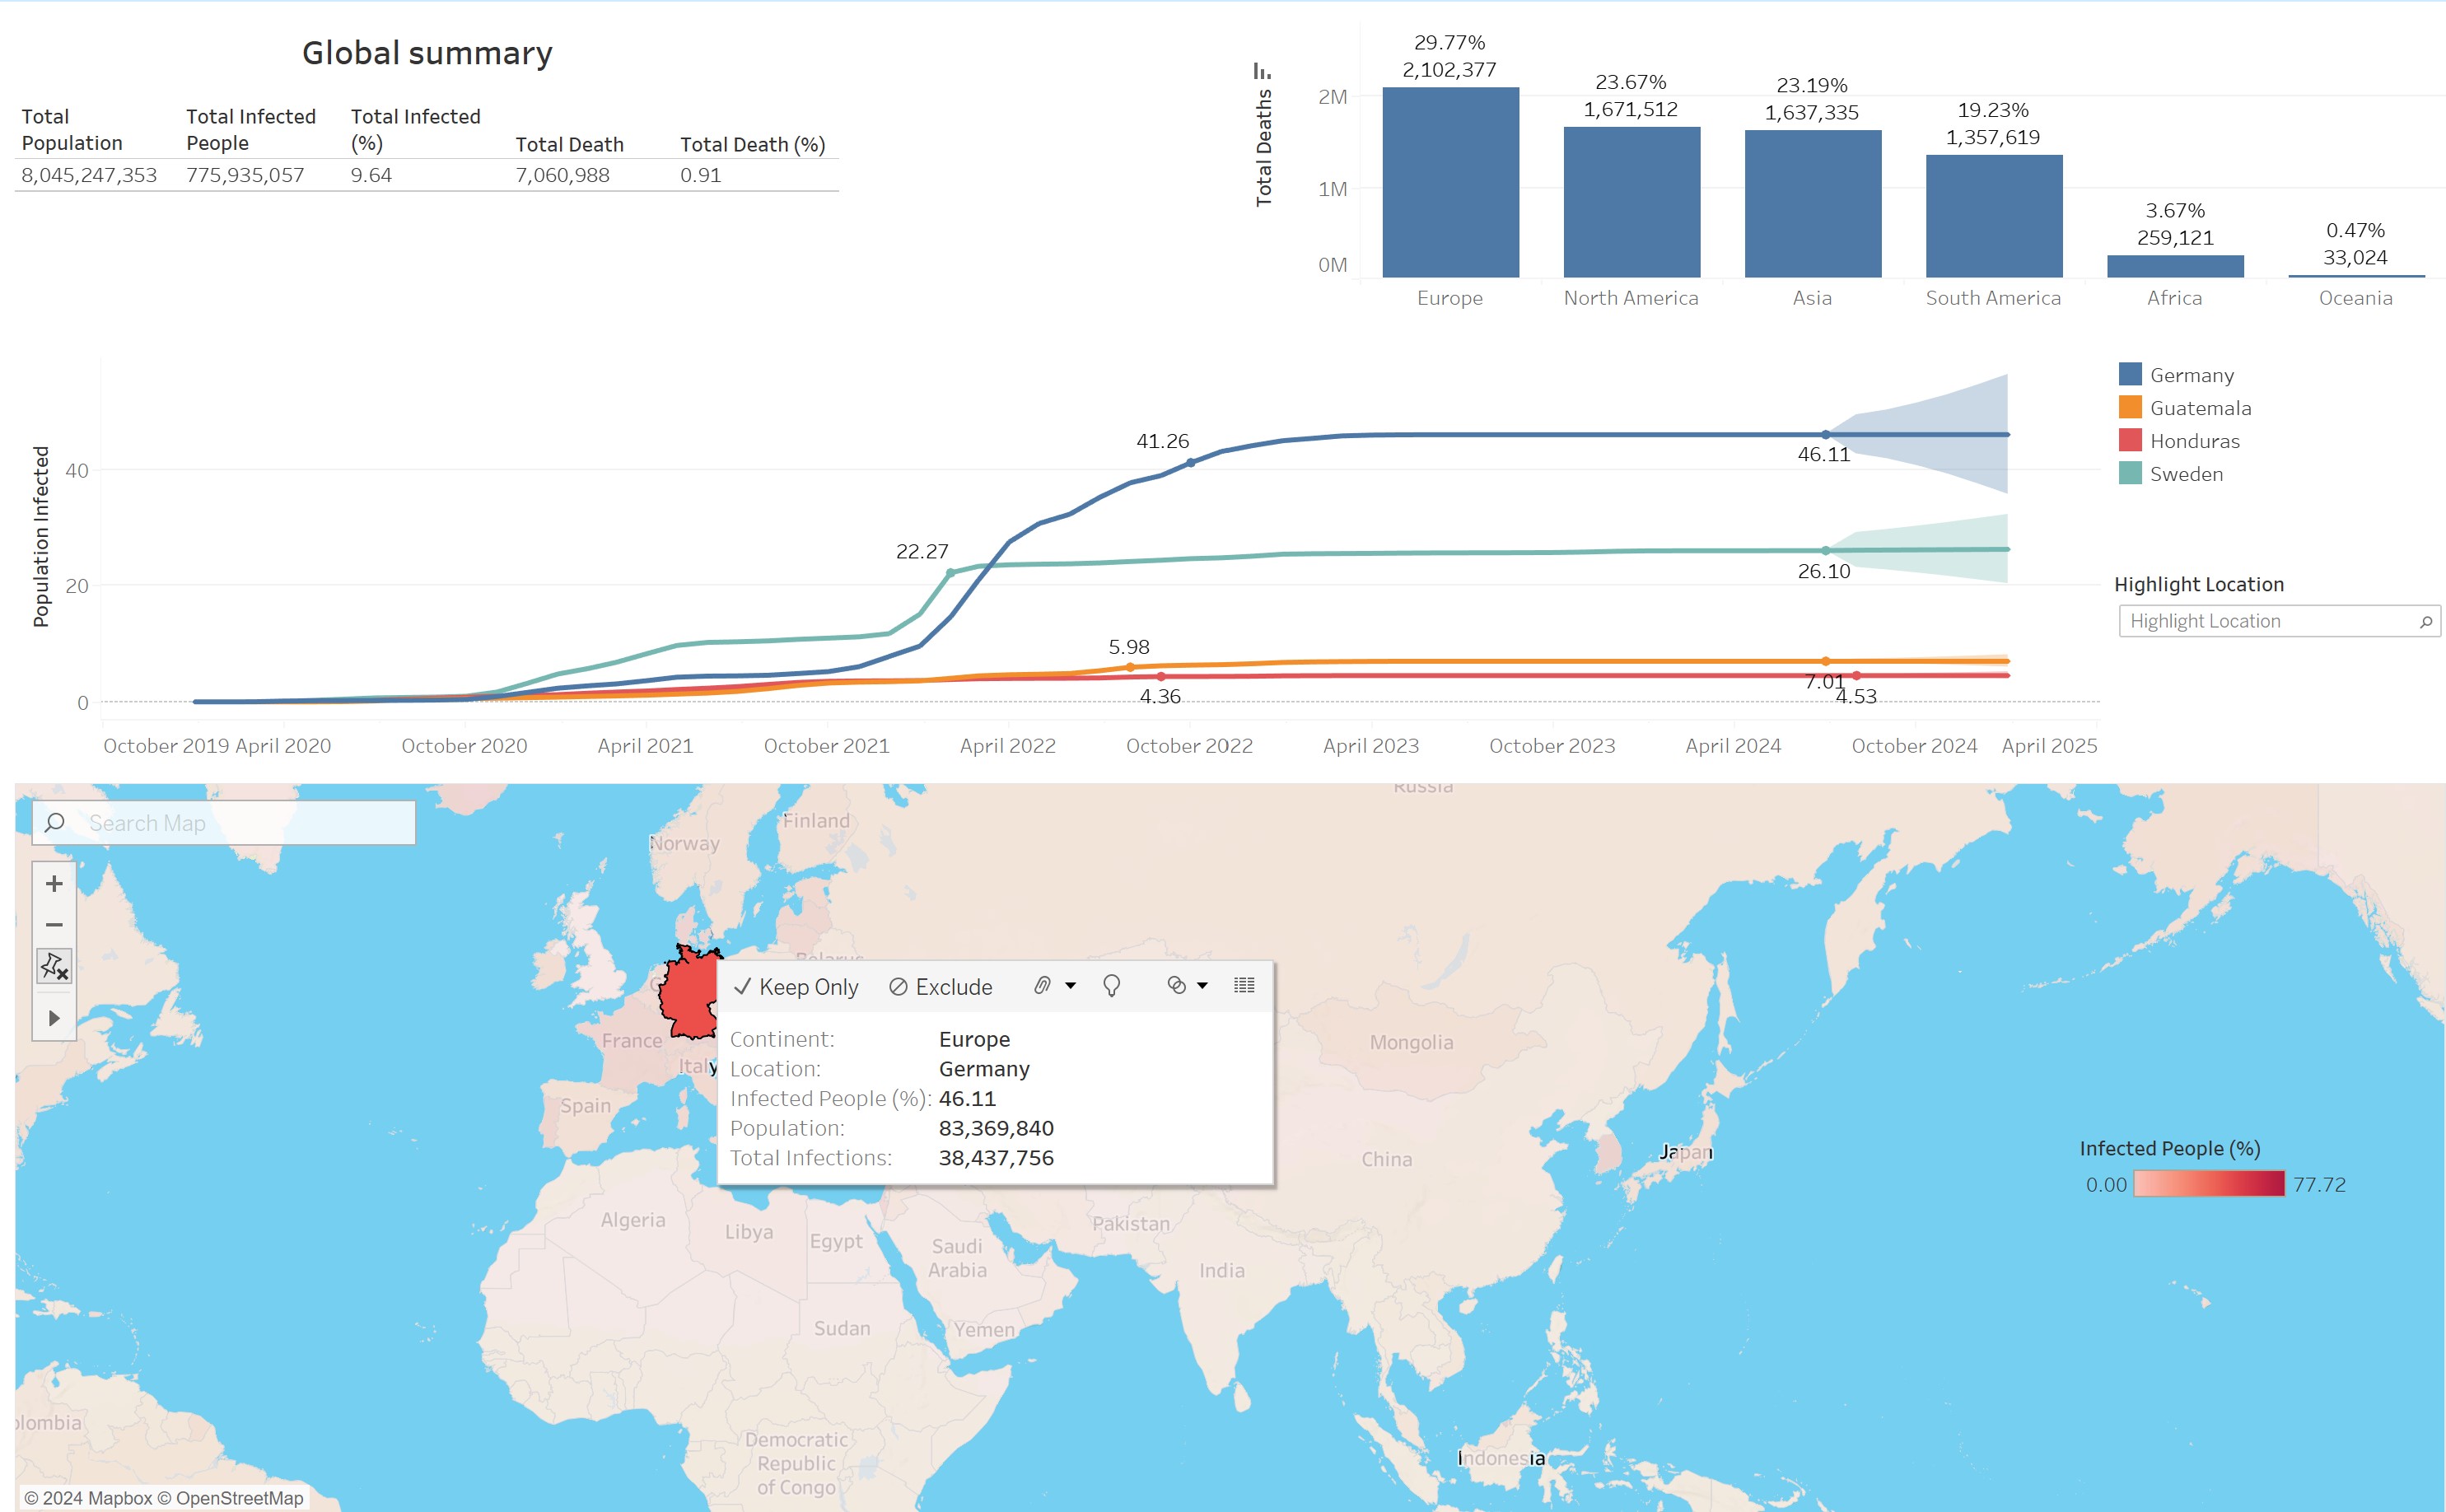 Global summary
Total Population
Total Infected People
Total Infected (%)
Total Death
Total Death (%)
8,045,247,353 775,935,057 9.64 7,060,988 0.91
Total Deaths
2M
1M
0M
29.77%
2,102,377
23.67%
1,671,512
23.19%
1,637,335
19.23%
1,357,619
3.67%
259,121
0.47%
33,024
Europe North America Asia South America Africa Oceania
Population Infected
40
20
0
41.26
46.11
22.27
26.10
5.98
7.01
4.36
4.53
October 2019 April 2020 October 2020 April 2021 October 2021 April 2022 October 2022 April 2023 October 2023 April 2024 October 2024 April 2025
Germany
Guatemala
Honduras
Sweden
Highlight Location
Highlight Location
Search Map
Russia
Finland
Norway
Belarus
France
Italy
Spain
Keep Only Exclude
Continent: Europe
Location: Germany
Infected People (%): 46.11
Population: 83,369,840
Total Infections: 38,437,756
Mongolia
China
Japan
Infected People (%)
0.00 77.72
Algeria
Libya
Egypt
Saudi
Arabia
Pakistan
India
Sudan
Yemen
olombia
Democratic
Republic
of Congo
Indonesia
© 2024 Mapbox © OpenStreetMap